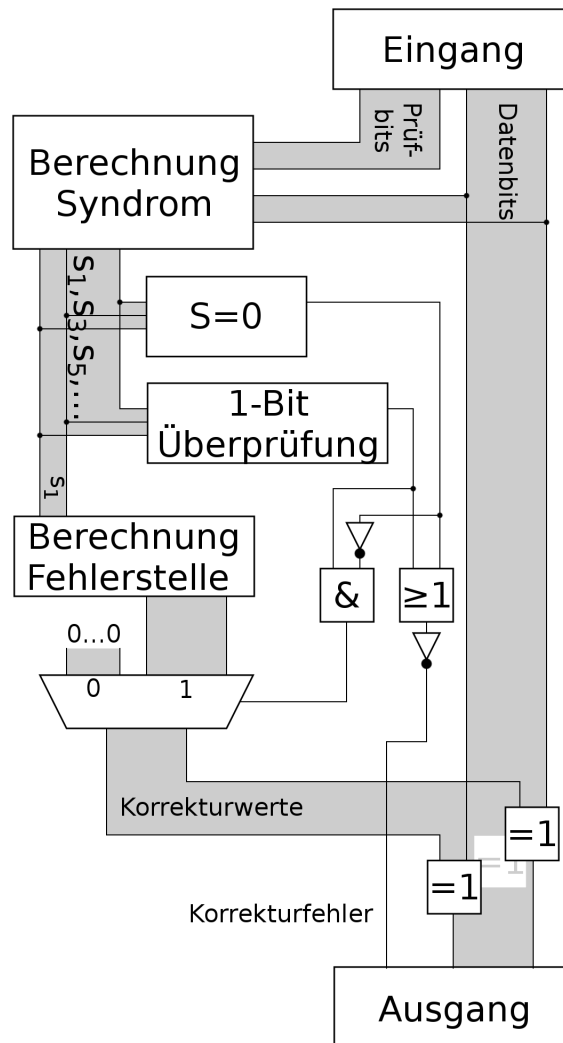 Eingang
Prüf-
bits
Datenbits
Berechnung
Syndrom
S1,S3,S5,...
S=0
1-Bit
Überprüfung
s1
Berechnung
Fehlerstelle
&
≥1
0...0
0
1
Korrekturwerte
=1
=1
=1
Korrekturfehler
Ausgang